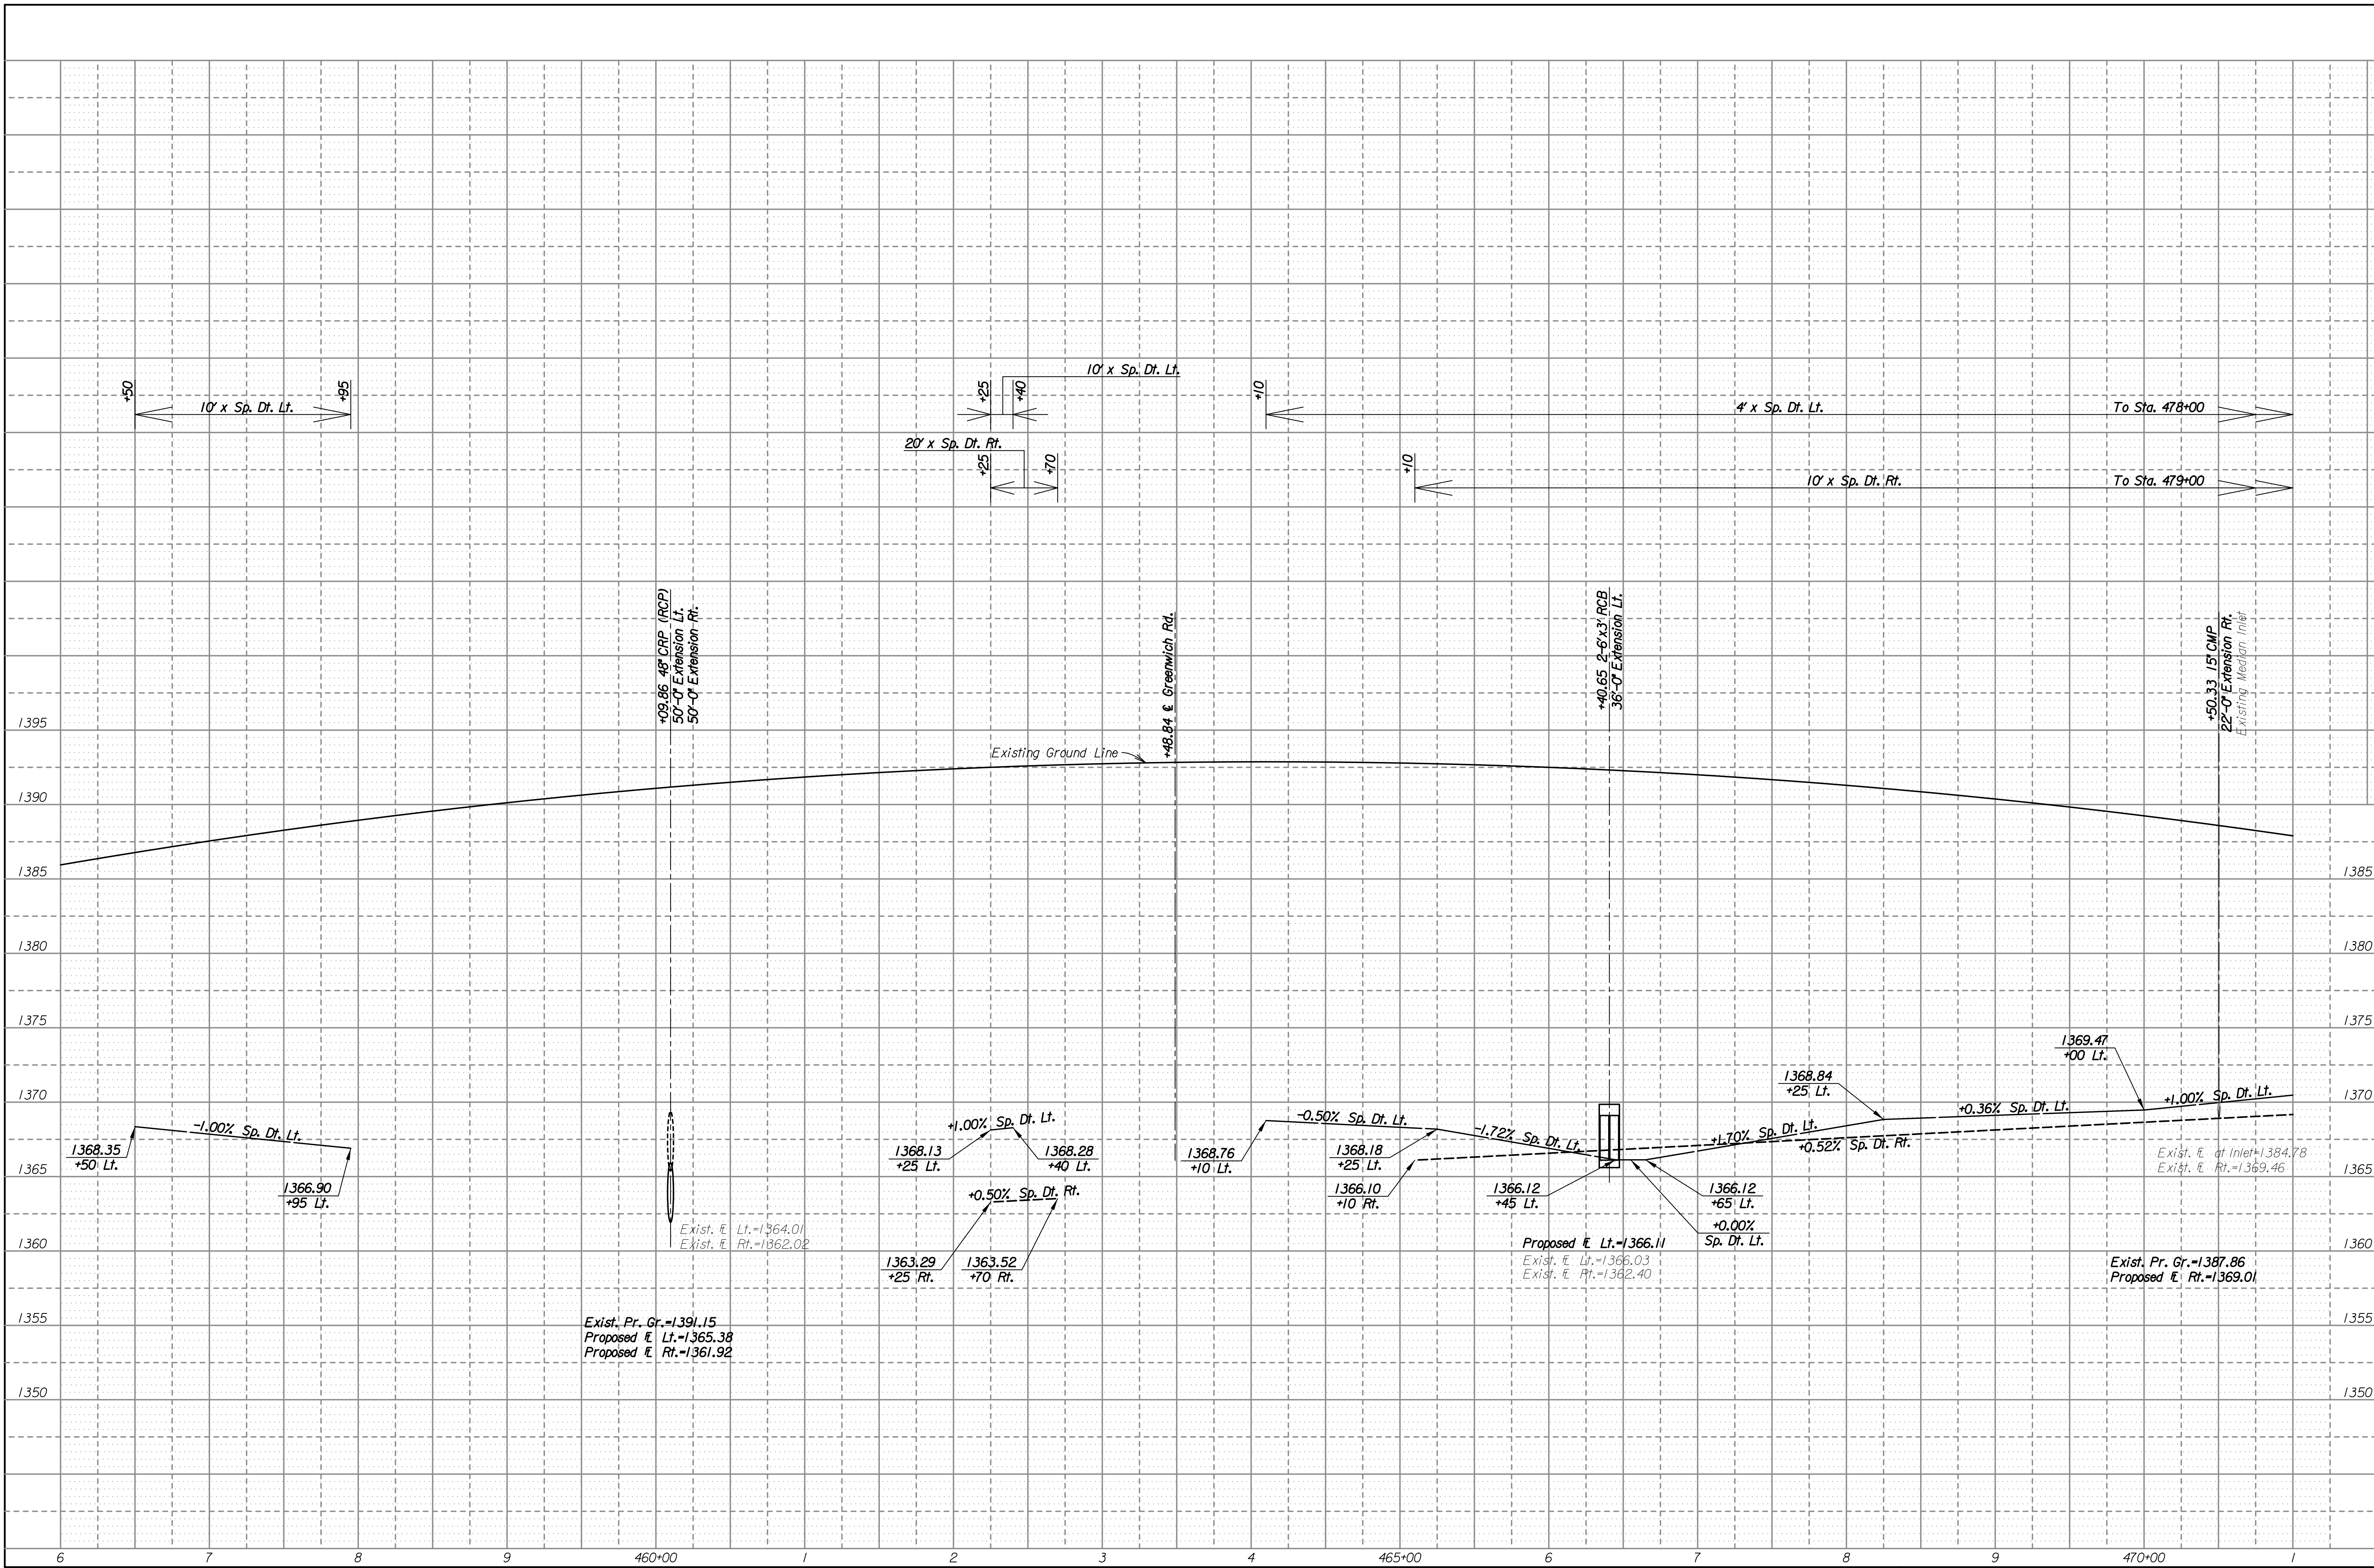 10' x Sp. Dt. Lt.
+50
+95
10' x Sp. Dt. Lt.
+25
+40
+10
4' x Sp. Dt. Lt.
To Sta. 478+00
20' x Sp. Dt. Rt.
+25
+70
+10
10' x Sp. Dt. Rt.
To Sta. 479+00
+09.86 48" CRP (RCP)
50'-0" Extension Lt.
50'-0" Extension Rt.
+48.84 ℄ Greenwich Rd.
+40.65 2-6'x3' RCB
36'-0" Extension Lt.
+50.33 15" CMP
22'-0" Extension Rt.
Existing Median Inlet
Existing Ground Line
1395
1390
1385
1385
1380
1380
1375
1375
1370
1370
1365
1365
1360
1360
1355
1355
1350
1350
1368.35
+50 Lt.
-1.00% Sp. Dt. Lt.
1366.90
+95 Lt.
Exist. ℄ Lt.=1364.01
Exist. ℄ Rt.=1362.02
Exist. Pr. Gr.=1391.15
Proposed ℄ Lt.=1365.38
Proposed ℄ Rt.=1361.92
+1.00% Sp. Dt. Lt.
1368.13
+25 Lt.
1368.28
+40 Lt.
+0.50% Sp. Dt. Rt.
1363.29
+25 Rt.
1363.52
+70 Rt.
1368.76
+10 Lt.
-0.50% Sp. Dt. Lt.
1368.18
+25 Lt.
1366.10
+10 Rt.
-1.72% Sp. Dt. Lt.
1366.12
+45 Lt.
1366.12
+65 Lt.
+0.00%
Sp. Dt. Lt.
Proposed ℄ Lt.=1366.11
Exist. ℄ Lt.=1366.03
Exist. ℄ Rt.=1362.40
+1.70% Sp. Dt. Lt.
+0.52% Sp. Dt. Rt.
1368.84
+25 Lt.
+0.36% Sp. Dt. Lt.
1369.47
+00 Lt.
+1.00% Sp. Dt. Lt.
Exist. ℄ at Inlet=1384.78
Exist. ℄ Rt.=1369.46
Exist. Pr. Gr.=1387.86
Proposed ℄ Rt.=1369.01
6 7 8 9 460+00 1 2 3 4 465+00 6 7 8 9 470+00 1